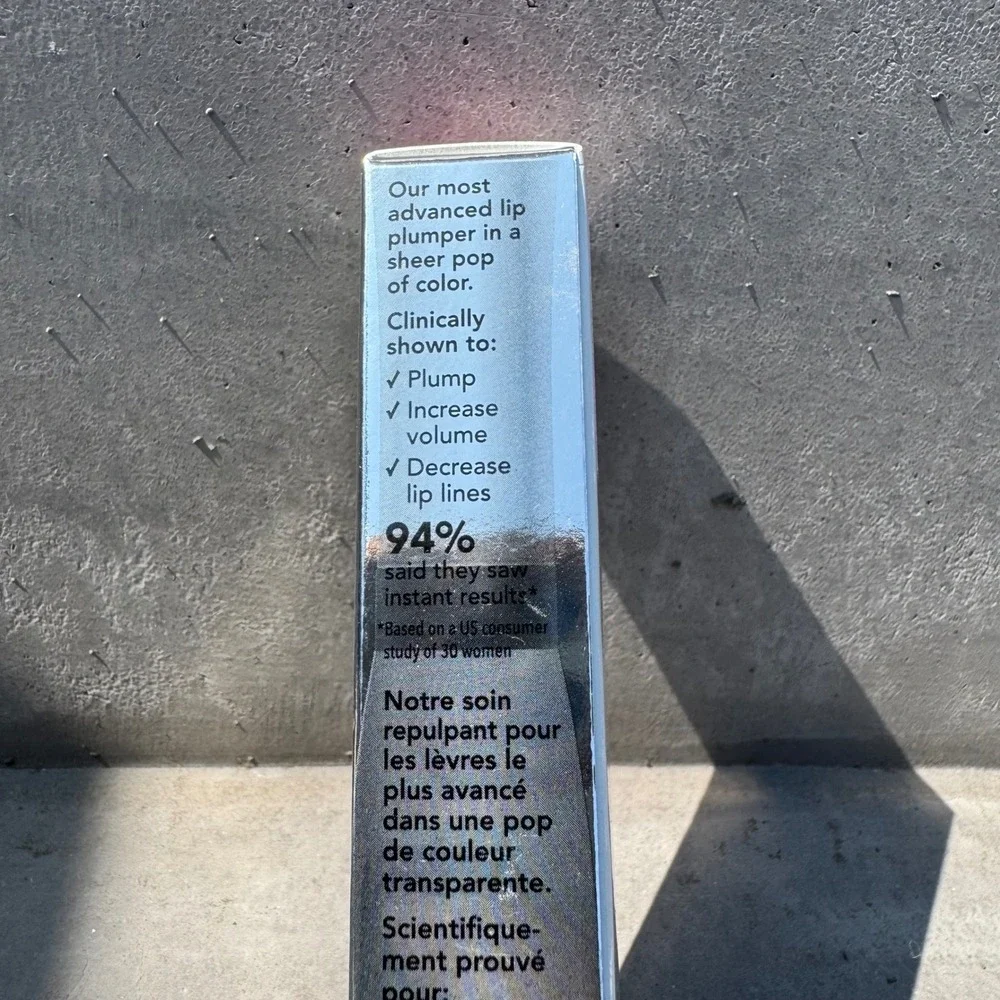 Our most
advanced lip
plumper in a
sheer pop
of color.
Clinically
shown to:
✓ Plump
✓ Increase
volume
✓ Decrease
lip lines
94%
said they saw
instant results*
*Based on a US consumer
study of 30 women
Notre soin
repulpant pour
les lèvres le
plus avancé
dans une pop
de couleur
transparente.
Scientifique-
ment prouvé
pour: